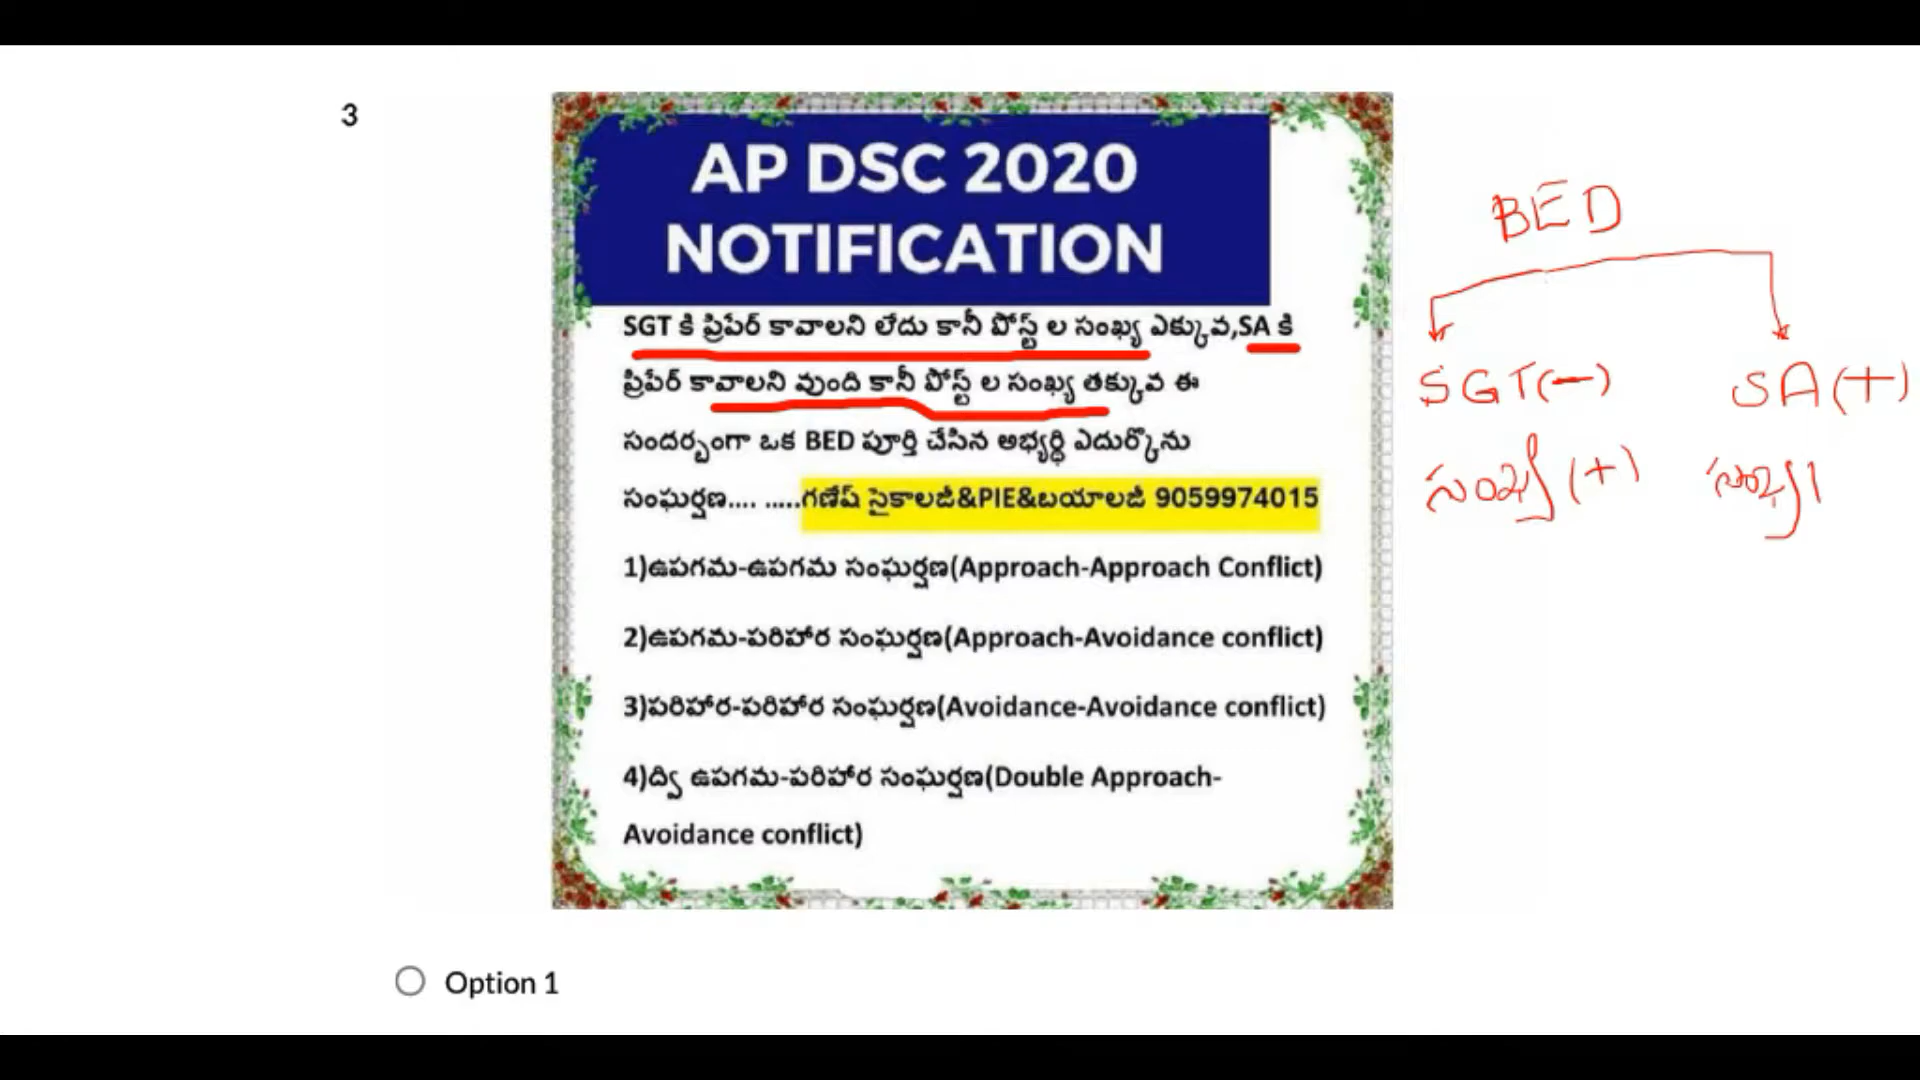 3
AP DSC 2020
NOTIFICATION
SGT కి ప్రిపేర్ కావాలని లేదు కానీ పోస్ట్ ల సంఖ్య ఎక్కువ,SA కి
ప్రిపేర్ కావాలని వుంది కానీ పోస్ట్ ల సంఖ్య తక్కువ ఈ
సందర్భంగా ఒక BED పూర్తి చేసిన అభ్యర్థి ఎదుర్కొను
సంఘర్షణ.... .....గణేష్ సైకాలజీ&PIE&బయాలజీ 9059974015
1)ఉపగమ-ఉపగమ సంఘర్షణ(Approach-Approach Conflict)
2)ఉపగమ-పరిహార సంఘర్షణ(Approach-Avoidance conflict)
3)పరిహార-పరిహార సంఘర్షణ(Avoidance-Avoidance conflict)
4)ద్వి ఉపగమ-పరిహార సంఘర్షణ(Double Approach-
Avoidance conflict)
BED
SGT(-) SA(+)
సంఖ్య (+) సంఖ్య
Option 1